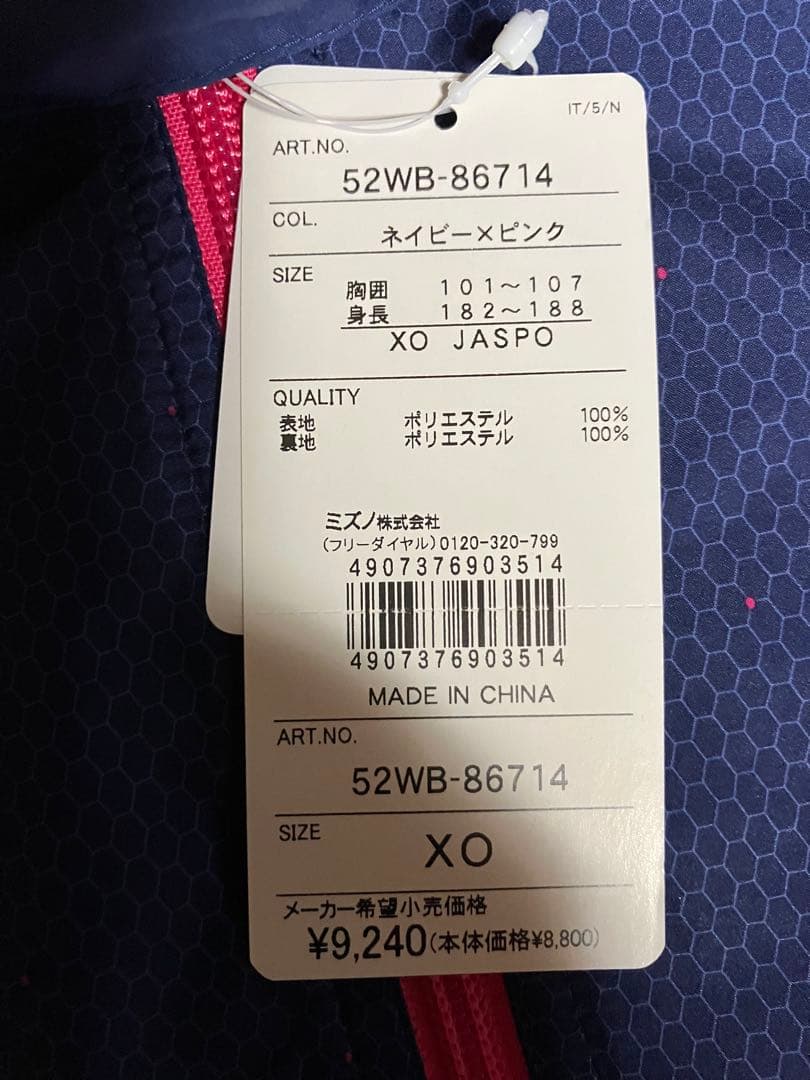 IT/5/N
ART.NO.
52WB-86714
COL.
ネイビー×ピンク
SIZE
胸囲 101～107
身長 182～188
XO JASPO
QUALITY
表地 ポリエステル 100%
裏地 ポリエステル 100%
ミズノ株式会社
(フリーダイヤル)0120-320-799
4907376903514
4907376903514
MADE IN CHINA
ART.NO.
52WB-86714
SIZE
XO
メーカー希望小売価格
¥9,240(本体価格¥8,800)